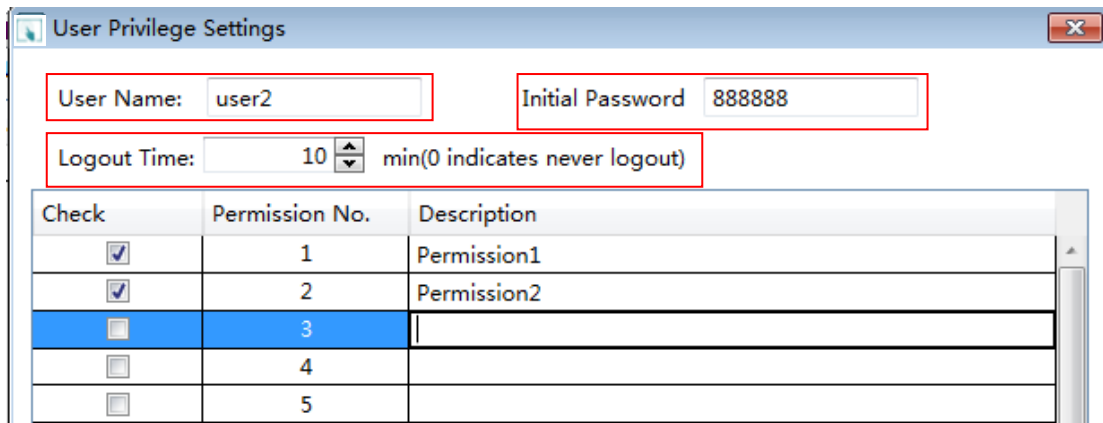 User Privilege Settings
User Name: user2 Initial Password 888888
Logout Time: 10 min(0 indicates never logout)
Check Permission No. Description
1 Permission1
2 Permission2
3
4
5